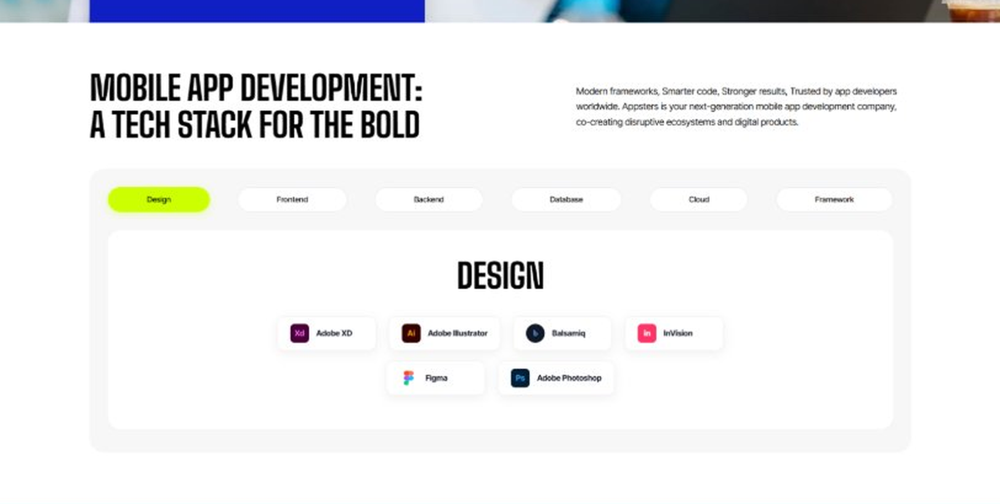 MOBILE APP DEVELOPMENT:
A TECH STACK FOR THE BOLD
Modern frameworks, Smarter code, Stronger results, Trusted by app developers
worldwide. Appsters is your next-generation mobile app development company,
co-creating disruptive ecosystems and digital products.
Design
Frontend
Backend
Database
Cloud
Framework
DESIGN
Xd Adobe XD
Ai Adobe Illustrator
b Balsamiq
in InVision
Figma
Ps Adobe Photoshop